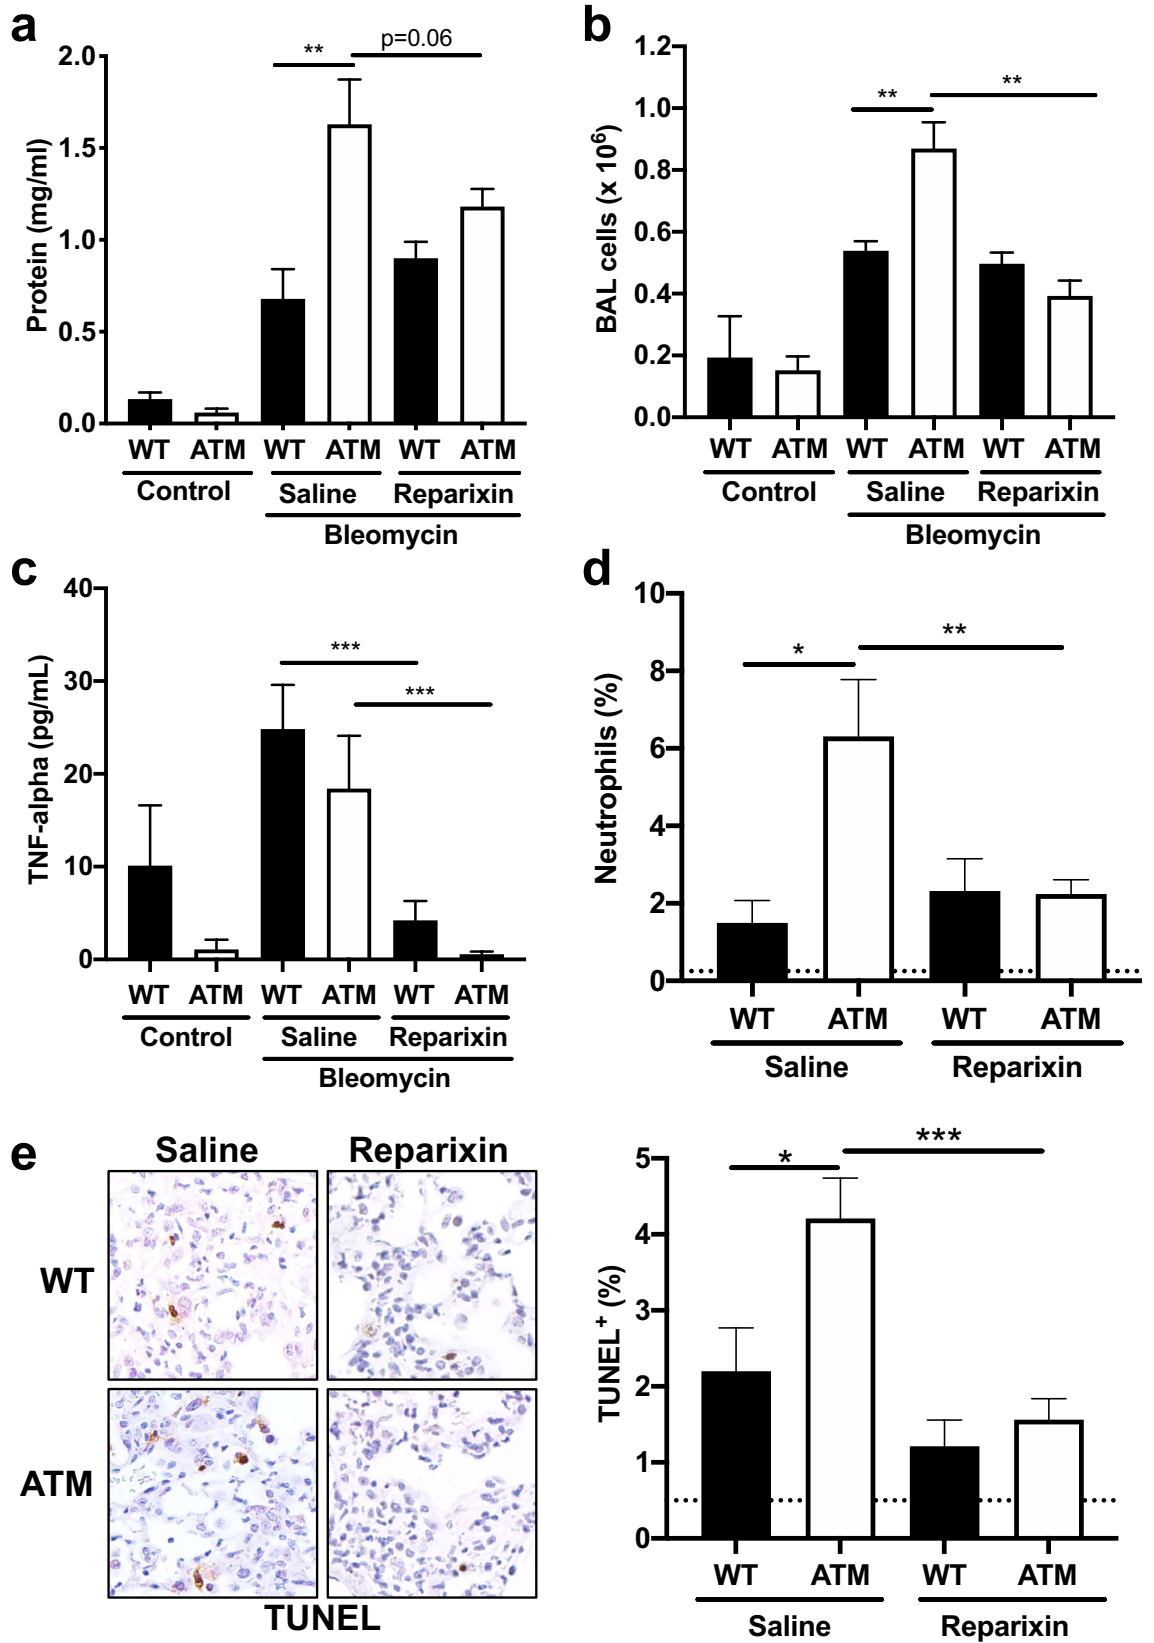 a
**
p=0.06
Protein (mg/ml)
2.0
1.5
1.0
0.5
0.0
WT ATM WT ATM WT ATM
Control Saline Reparixin
Bleomycin
b
**
**
BAL cells (x 10⁶)
1.2
1.0
0.8
0.6
0.4
0.2
0.0
WT ATM WT ATM WT ATM
Control Saline Reparixin
Bleomycin
c
***
***
TNF-alpha (pg/mL)
40
30
20
10
0
WT ATM WT ATM WT ATM
Control Saline Reparixin
Bleomycin
d
*
**
Neutrophils (%)
10
8
6
4
2
0
WT ATM WT ATM
Saline Reparixin
e
Saline Reparixin
WT
ATM
TUNEL
*
***
TUNEL⁺ (%)
5
4
3
2
1
0
WT ATM WT ATM
Saline Reparixin